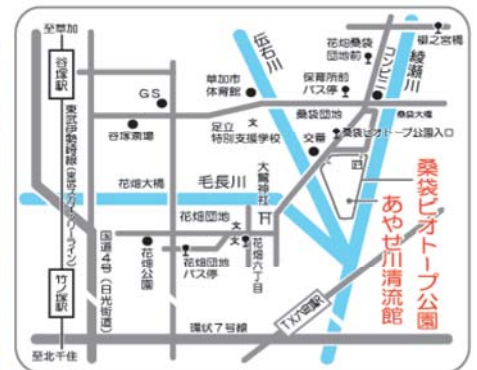 至草加
谷塚駅
東武伊勢崎線(東武スカイツリーライン)
竹ノ塚駅
至北千住
GS
谷塚斎場
花畑大橋
国道4号(日光街道)
花畑公園
花畑団地
文
文
花畑団地
バス停
花畑六丁目
毛長川
大鷲神社
草加市
体育館
文
足立
特別支援学校
伝右川
花畑桑袋
団地前
保育所前
バス停
桑袋団地
交番
コンビニ
榎之宮橋
綾瀬川
桑袋大橋
桑袋ビオトープ公園入口
P
桑袋ビオトープ公園
あやせ川清流館
TX六町駅
環状7号線